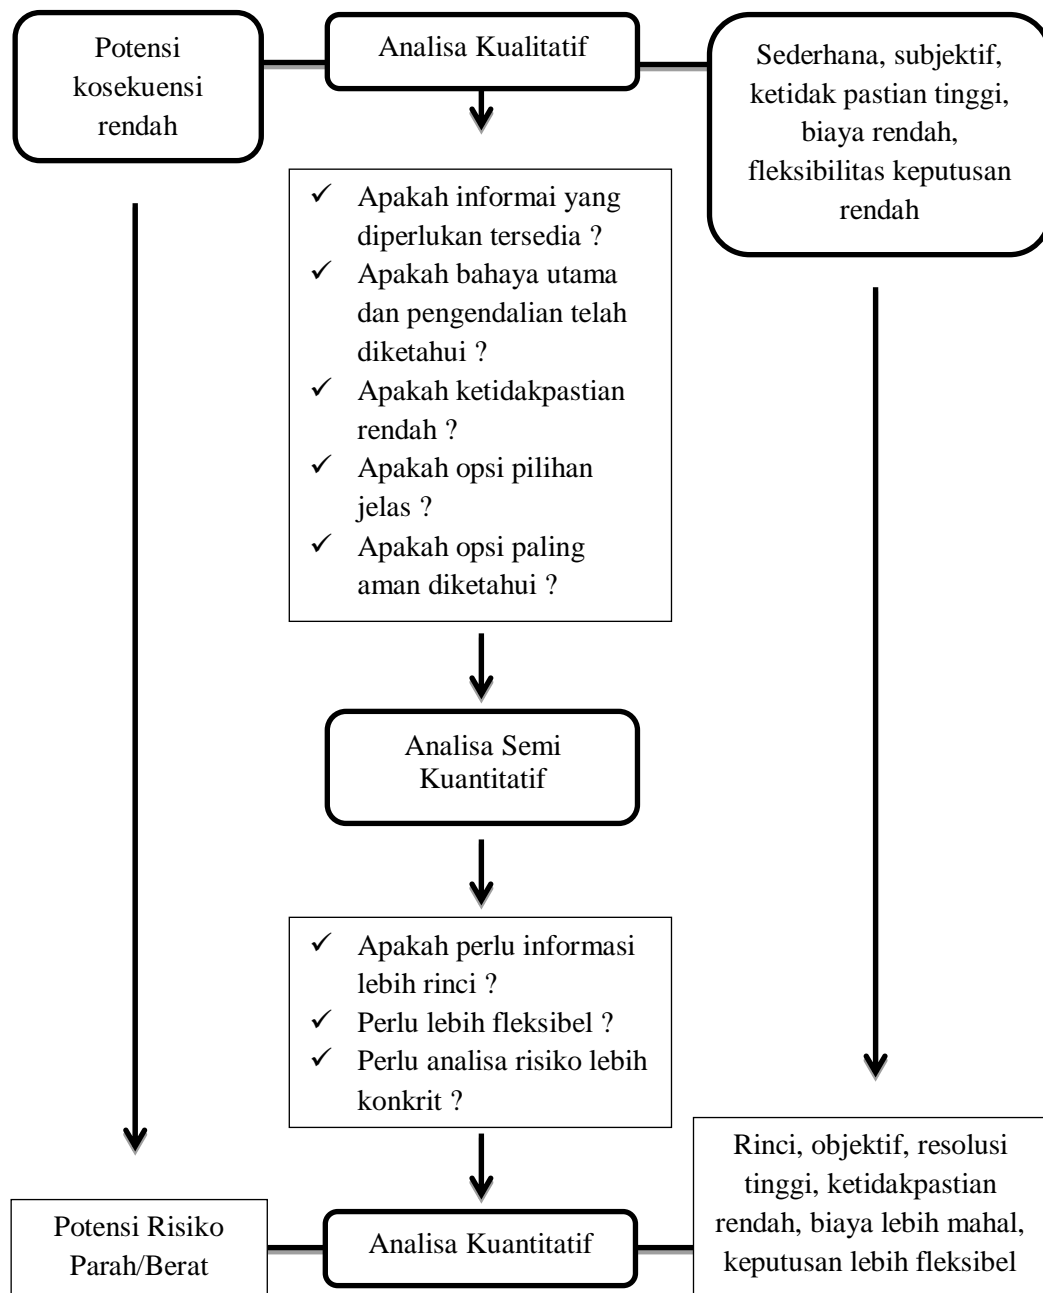 Potensi
kosekuensi
rendah
Analisa Kualitatif
Sederhana, subjektif,
ketidak pastian tinggi,
biaya rendah,
fleksibilitas keputusan
rendah
✓ Apakah informai yang
diperlukan tersedia ?
✓ Apakah bahaya utama
dan pengendalian telah
diketahui ?
✓ Apakah ketidakpastian
rendah ?
✓ Apakah opsi pilihan
jelas ?
✓ Apakah opsi paling
aman diketahui ?
Analisa Semi
Kuantitatif
✓ Apakah perlu informasi
lebih rinci ?
✓ Perlu lebih fleksibel ?
✓ Perlu analisa risiko lebih
konkrit ?
Potensi Risiko
Parah/Berat
Analisa Kuantitatif
Rinci, objektif, resolusi
tinggi, ketidakpastian
rendah, biaya lebih mahal,
keputusan lebih fleksibel